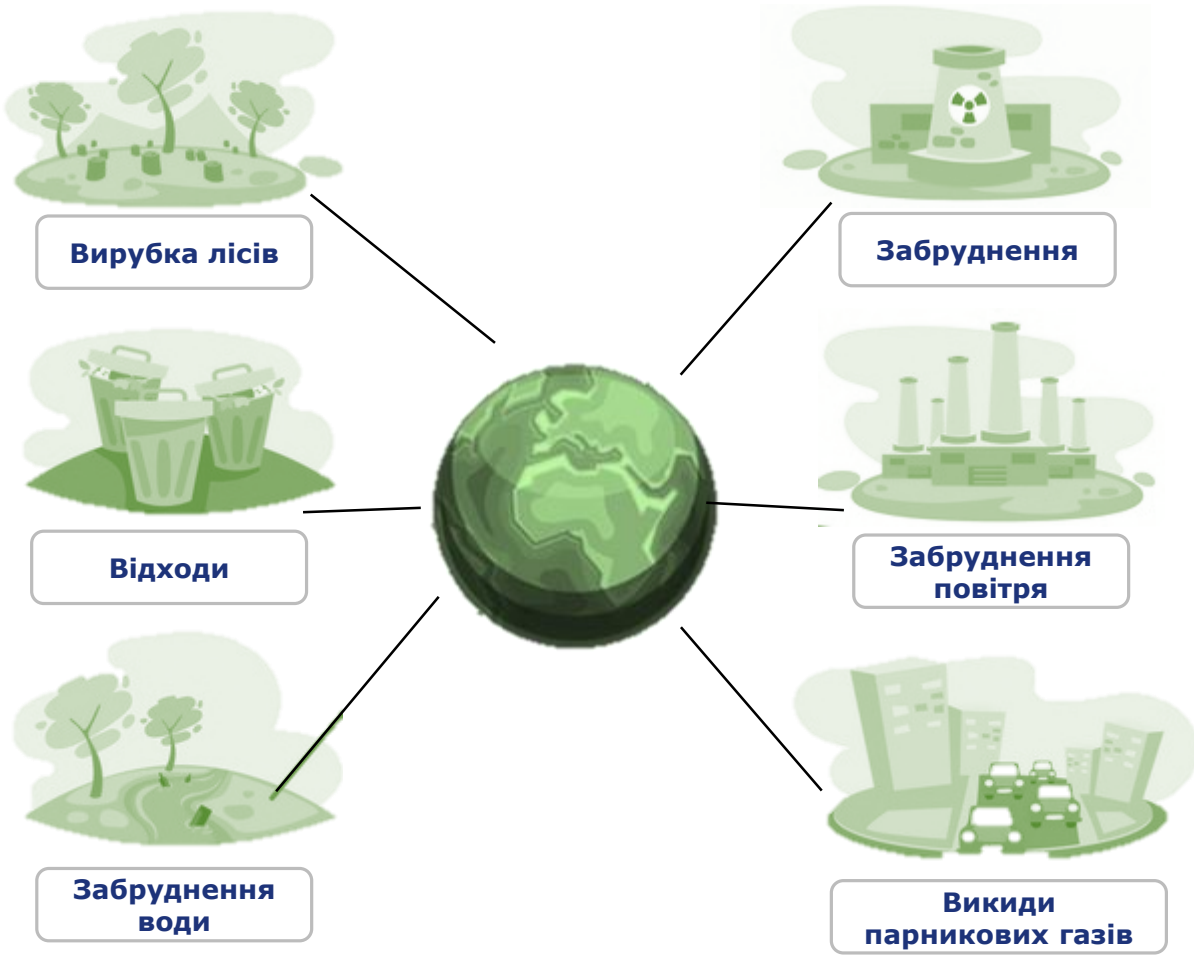 Вирубка лісів
Забруднення
Відходи
Забруднення
повітря
Забруднення
води
Викиди
парникових газів